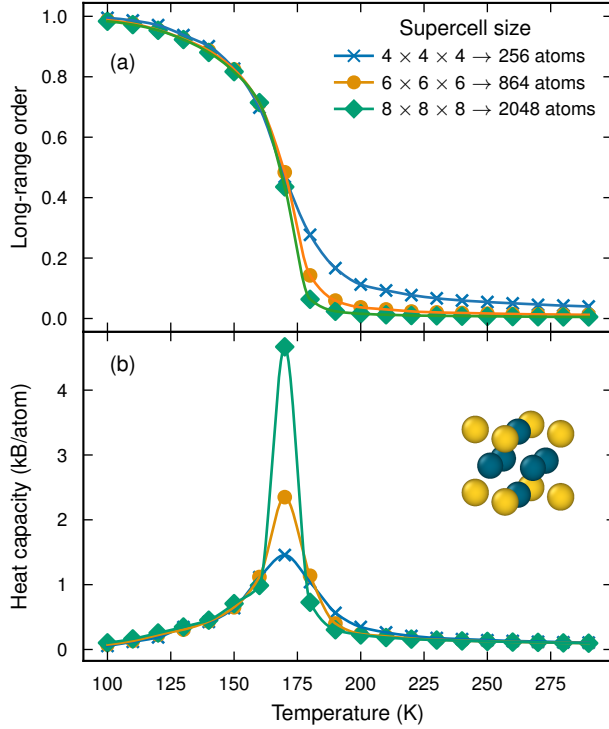 Supercell size
(a)
4 × 4 × 4 → 256 atoms
6 × 6 × 6 → 864 atoms
8 × 8 × 8 → 2048 atoms
Long-range order
1.0
0.8
0.6
0.4
0.2
0.0
(b)
Heat capacity (kB/atom)
4
3
2
1
0
100 125 150 175 200 225 250 275
Temperature (K)